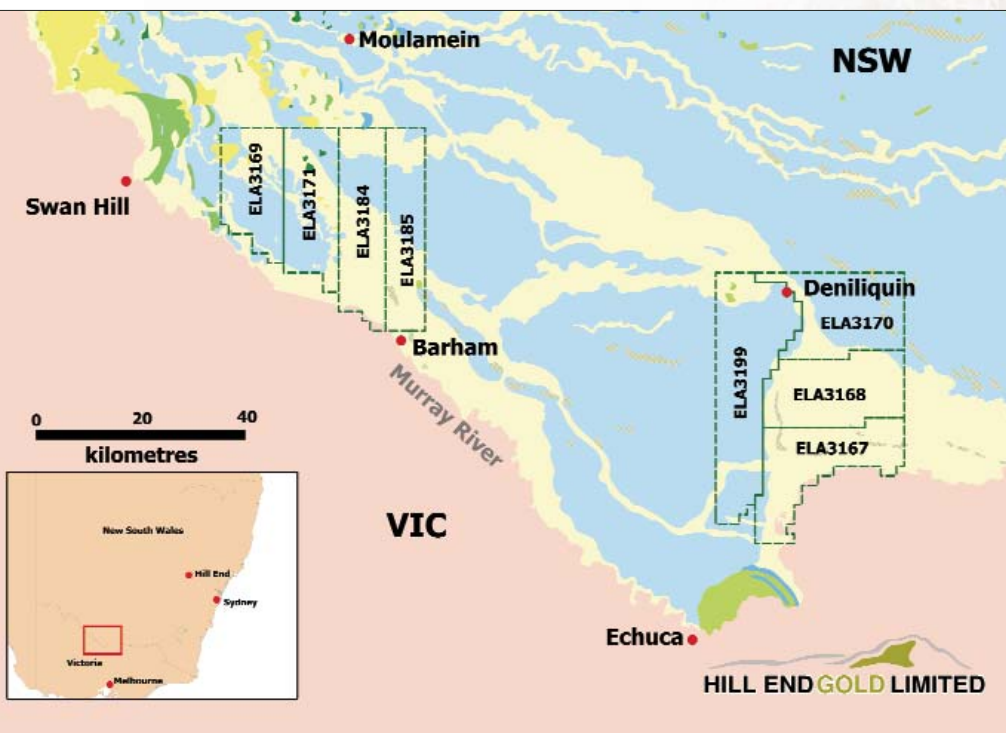 Moulamein
NSW
Swan Hill
ELA3169
ELA3171
ELA3184
ELA3185
Deniliquin
ELA3170
ELA3199
ELA3168
ELA3167
Barham
Murray River
0 20 40
kilometres
VIC
New South Wales
Hill End
Sydney
Victoria
Melbourne
Echuca
HILL END GOLD LIMITED